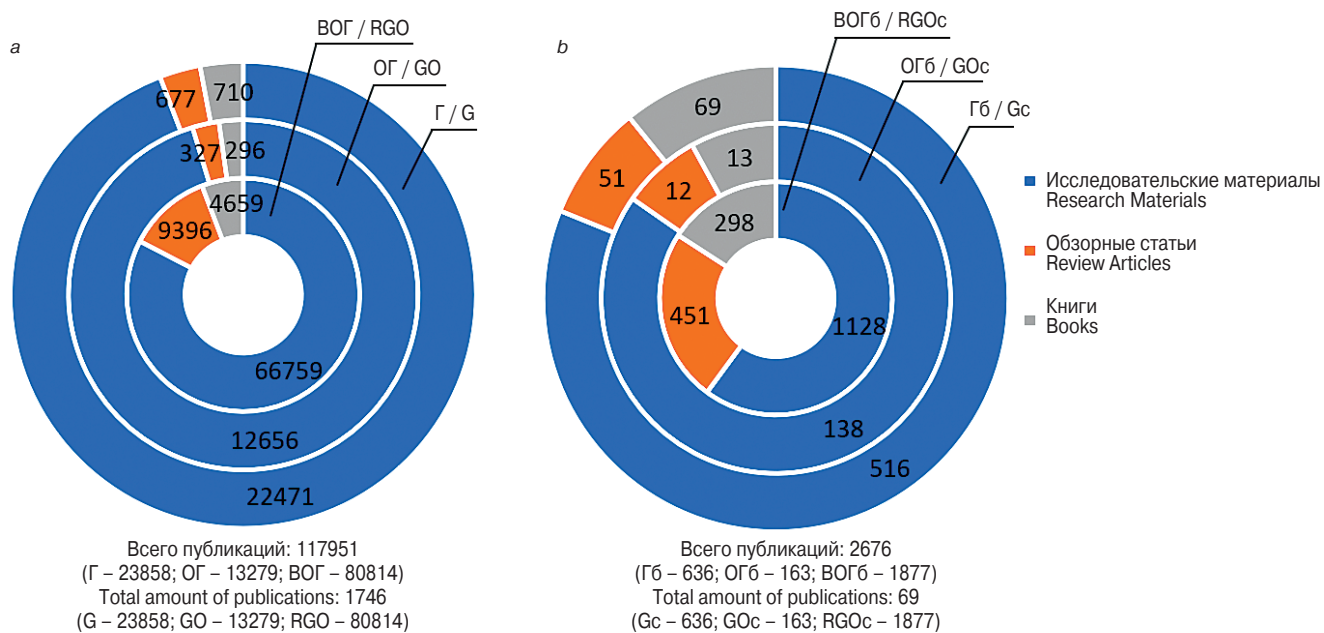 a
ВОГ / RGO
ОГ / GO
Г / G
677
710
327
296
9396
4659
66759
12656
22471
Всего публикаций: 117951
(Г – 23858; ОГ – 13279; ВОГ – 80814)
Total amount of publications: 1746
(G – 23858; GO – 13279; RGO – 80814)
b
ВОГб / RGOc
ОГб / GOc
Гб / Gc
69
51
13
12
298
451
1128
138
516
Всего публикаций: 2676
(Гб – 636; ОГб – 163; ВОГб – 1877)
Total amount of publications: 69
(Gc – 636; GOc – 163; RGOc – 1877)
Исследовательские материалы
Research Materials
Обзорные статьи
Review Articles
Книги
Books